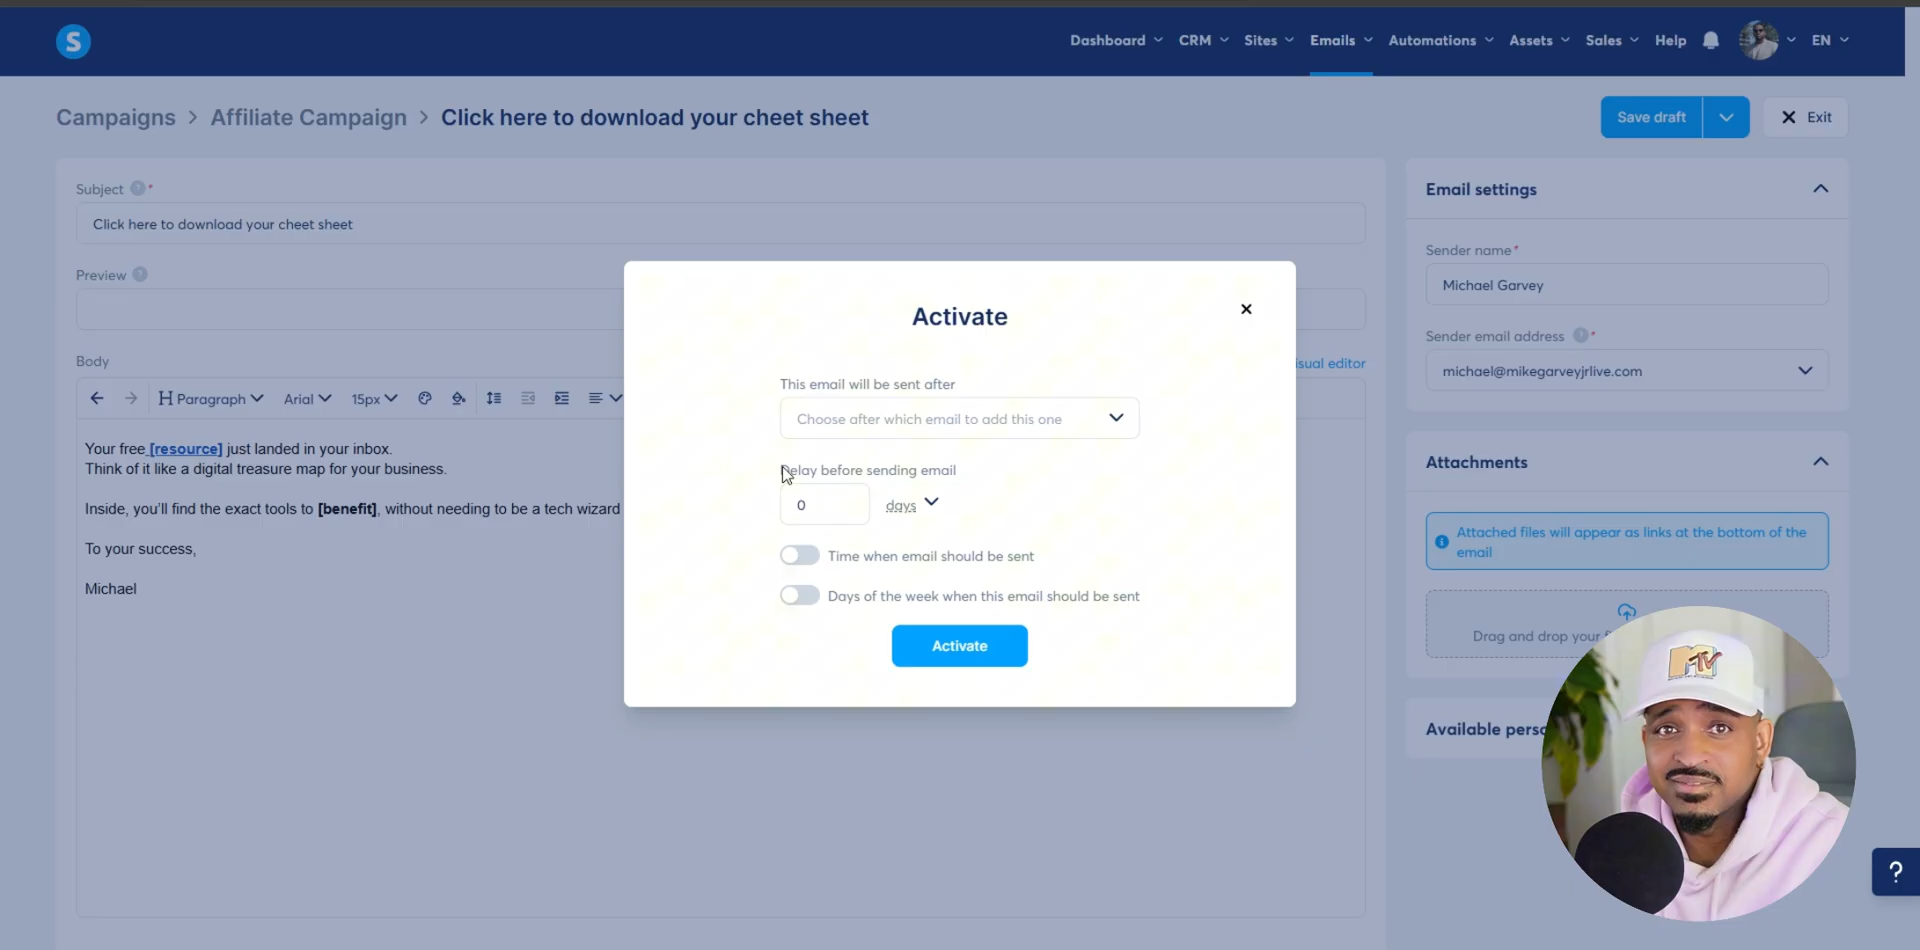 S
Dashboard
CRM
Sites
Emails
Automations
Assets
Sales
Help
EN
Campaigns > Affiliate Campaign > Click here to download your cheet sheet
Save draft
Exit
Subject ? *
Click here to download your cheet sheet
Preview ?
Body
isual editor
H Paragraph
Arial
15px
Your free [resource] just landed in your inbox.
Think of it like a digital treasure map for your business.
Inside, you'll find the exact tools to [benefit], without needing to be a tech wizard
To your success,
Michael
Activate
This email will be sent after
Choose after which email to add this one
Delay before sending email
0
days
Time when email should be sent
Days of the week when this email should be sent
Activate
Email settings
Sender name*
Michael Garvey
Sender email address ? *
michael@mikegarveyjrlive.com
Attachments
Attached files will appear as links at the bottom of the
email
Drag and drop your
Available perso
MTV
?